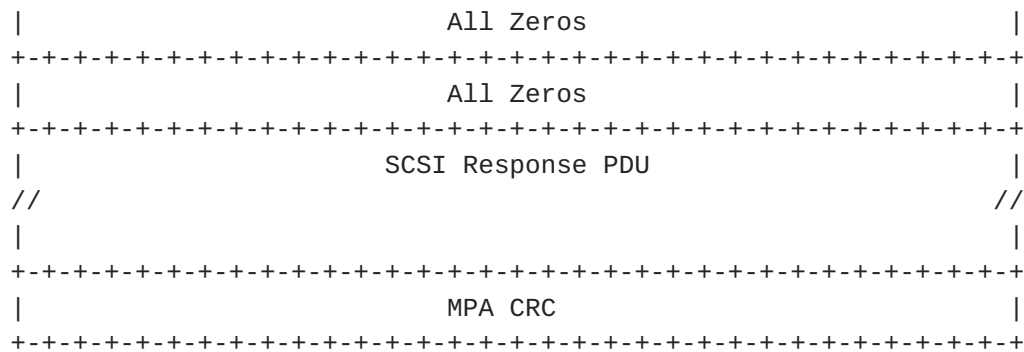 |                           All Zeros                           |
+-+-+-+-+-+-+-+-+-+-+-+-+-+-+-+-+-+-+-+-+-+-+-+-+-+-+-+-+-+-+-+-+
|                           All Zeros                           |
+-+-+-+-+-+-+-+-+-+-+-+-+-+-+-+-+-+-+-+-+-+-+-+-+-+-+-+-+-+-+-+-+
|                       SCSI Response PDU                       |
//                                                             //
|                                                               |
+-+-+-+-+-+-+-+-+-+-+-+-+-+-+-+-+-+-+-+-+-+-+-+-+-+-+-+-+-+-+-+-+
|                           MPA CRC                             |
+-+-+-+-+-+-+-+-+-+-+-+-+-+-+-+-+-+-+-+-+-+-+-+-+-+-+-+-+-+-+-+-+